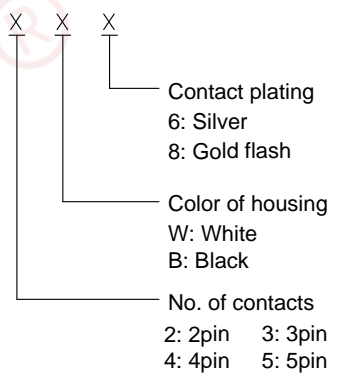 X X X
Contact plating
6: Silver
8: Gold flash
Color of housing
W: White
B: Black
No. of contacts
2: 2pin 3: 3pin
4: 4pin 5: 5pin